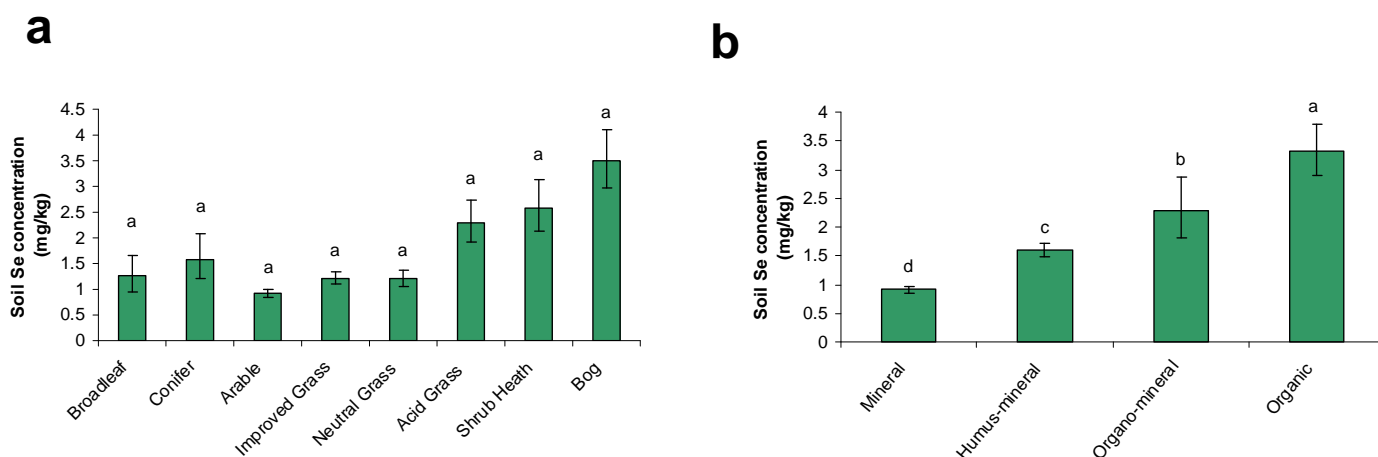 a
Soil Se concentration
(mg/kg)
4.5
4
3.5
3
2.5
2
1.5
1
0.5
0
a
a
a
a
a
a
a
a
Broadleaf
Conifer
Arable
Improved Grass
Neutral Grass
Acid Grass
Shrub Heath
Bog
b
Soil Se concentration
(mg/kg)
4
3.5
3
2.5
2
1.5
1
0.5
0
d
c
b
a
Mineral
Humus-mineral
Organo-mineral
Organic